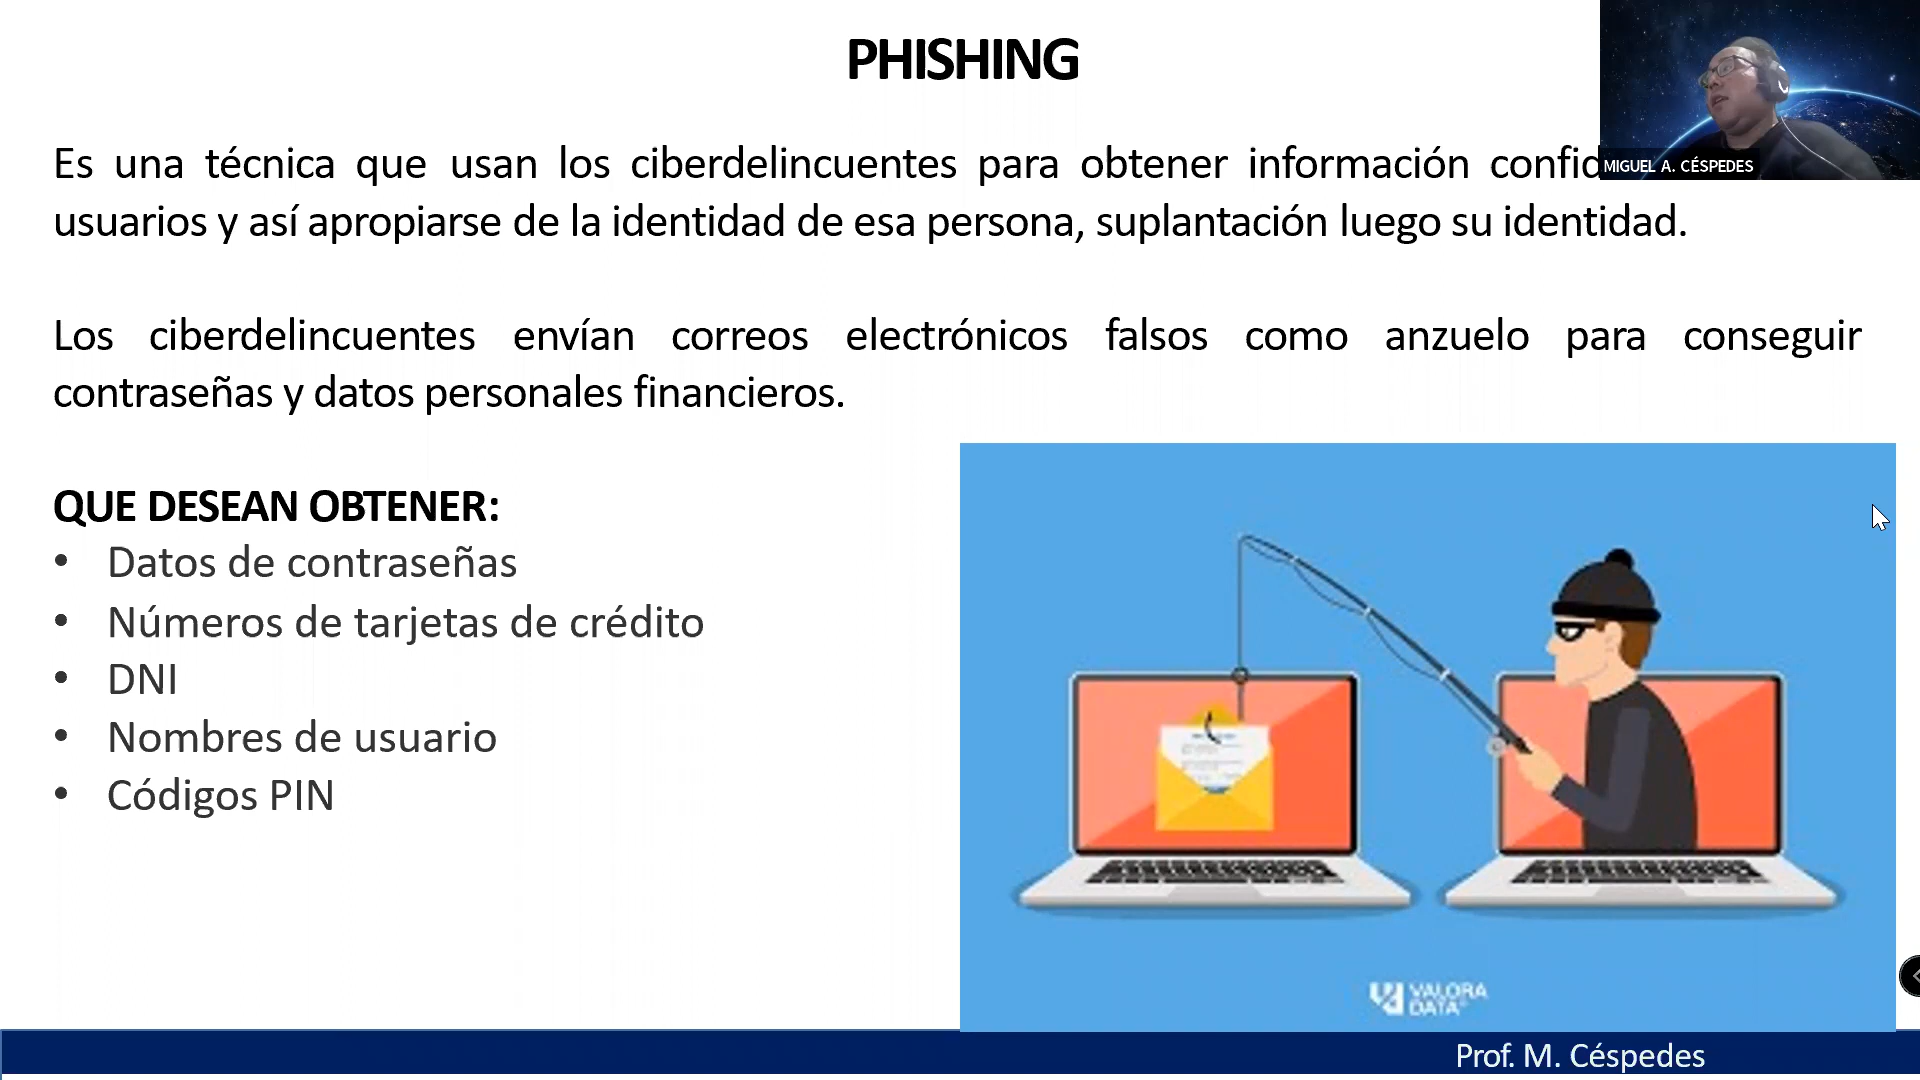 PHISHING
Es una técnica que usan los ciberdelincuentes para obtener información
usuarios y así apropiarse de la identidad de esa persona, suplantación luego su identidad.
MIGUEL A. CÉSPEDES
Los ciberdelincuentes envían correos electrónicos falsos como anzuelo para conseguir
contraseñas y datos personales financieros.
QUE DESEAN OBTENER:
• Datos de contraseñas
• Números de tarjetas de crédito
• DNI
• Nombres de usuario
• Códigos PIN
VALORA
DATA
Prof. M. Céspedes